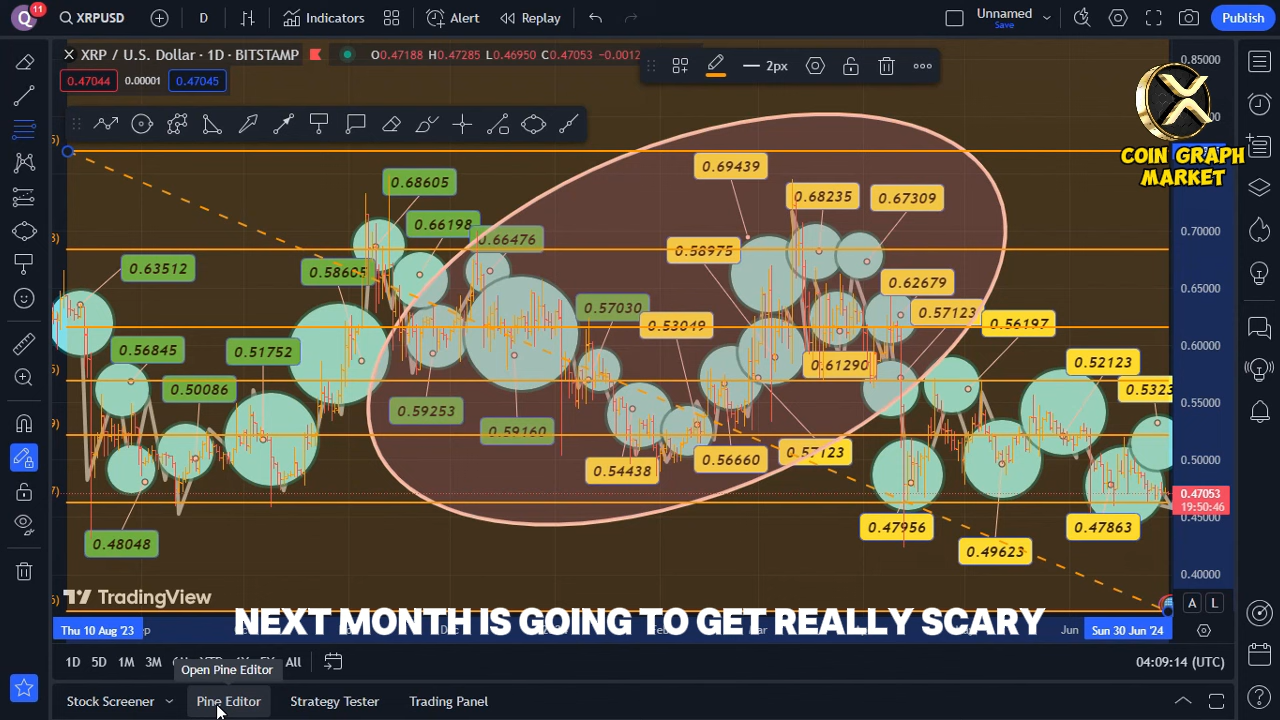 Q
11
XRPUSD
D
Indicators
Alert
Replay
Unnamed
Save
Publish
XRP / U.S. Dollar · 1D · BITSTAMP
O0.47188 H0.47285 L0.46950 C0.47053 -0.0012
0.47044
0.00001
0.47045
2px
COIN GRAPH
MARKET
0.85000
0.70000
0.65000
0.60000
0.55000
0.50000
0.47053
19:50:46
0.45000
0.40000
0.63512
0.56845
0.50086
0.48048
0.51752
0.58605
0.68605
0.66198
0.66476
0.59253
0.59160
0.57030
0.54438
0.53049
0.56660
0.58975
0.69439
0.68235
0.67309
0.62679
0.61290
0.57123
0.56197
0.47956
0.49623
0.52123
0.47863
TradingView
NEXT MONTH IS GOING TO GET REALLY SCARY
Thu 10 Aug '23
Dec
Jun
Sun 30 Jun '24
A
L
1D
5D
1M
3M
All
04:09:14 (UTC)
Open Pine Editor
Stock Screener
Pine Editor
Strategy Tester
Trading Panel